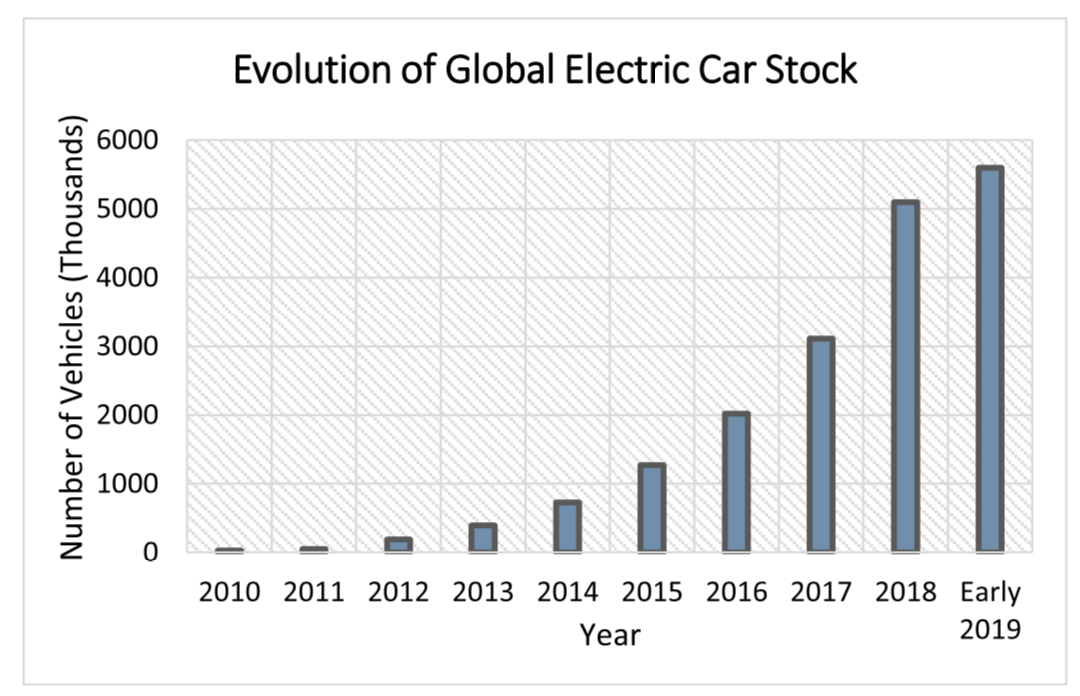 Evolution of Global Electric Car Stock
Number of Vehicles (Thousands)
6000
5000
4000
3000
2000
1000
0
2010 2011 2012 2013 2014 2015 2016 2017 2018 Early
2019
Year